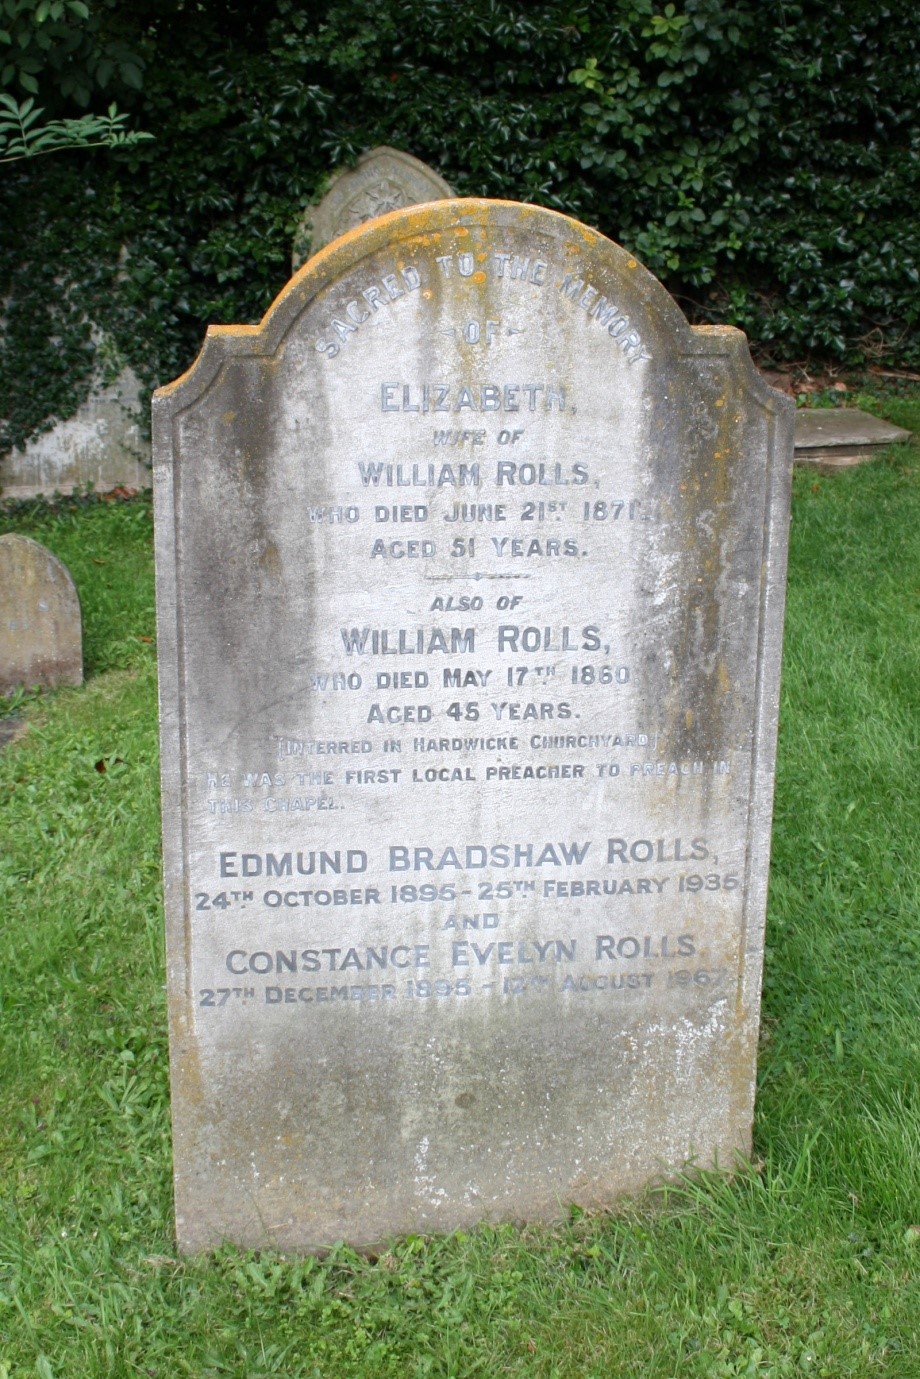 SACRED TO THE MEMORY
OF
ELIZABETH,
WIFE OF
WILLIAM ROLLS,
WHO DIED JUNE 21ST. 1871.
AGED 51 YEARS.
ALSO OF
WILLIAM ROLLS,
WHO DIED MAY 17TH. 1860
AGED 45 YEARS.
(INTERRED IN HARDWICKE CHURCHYARD)
HE WAS THE FIRST LOCAL PREACHER TO PREACH IN
THIS CHAPEL.
EDMUND BRADSHAW ROLLS,
24TH. OCTOBER 1895 - 25TH. FEBRUARY 1935
AND
CONSTANCE EVELYN ROLLS
27TH DECEMBER 1895 - 12TH AUGUST 1967